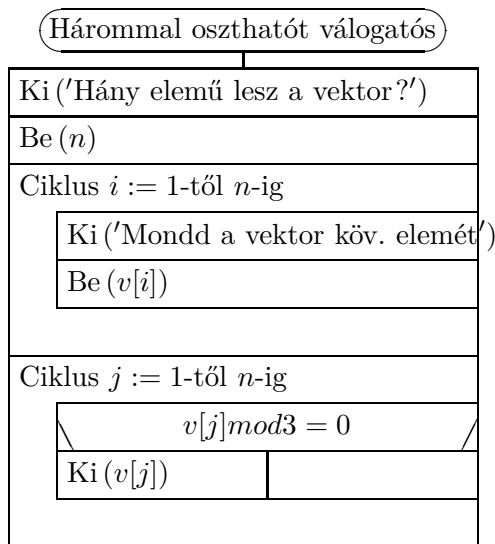 Hárommal oszthatót válogatós
Ki('Hány elemű lesz a vektor?')
Be(n)
Ciklus i := 1-től n-ig
Ki('Mondd a vektor köv. elemét')
Be(v[i])
Ciklus j := 1-től n-ig
v[j]mod3 = 0
Ki(v[j])